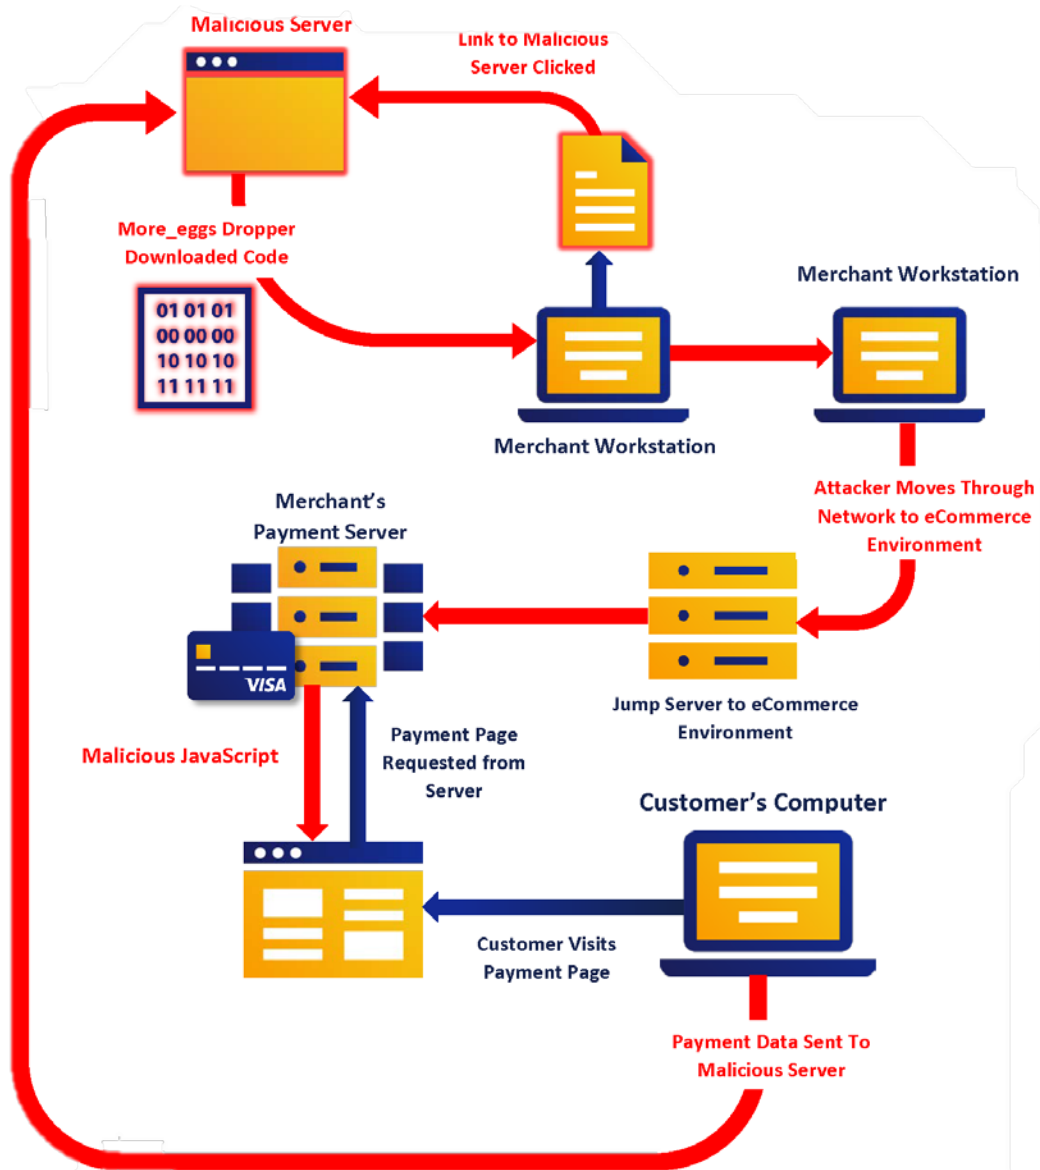 Malicious Server
Link to Malicious
Server Clicked
More_eggs Dropper
Downloaded Code
01 01 01
00 00 00
10 10 10
11 11 11
Merchant Workstation
Merchant Workstation
Attacker Moves Through
Network to eCommerce
Environment
Merchant's
Payment Server
VISA
Jump Server to eCommerce
Environment
Malicious JavaScript
Payment Page
Requested from
Server
Customer's Computer
Customer Visits
Payment Page
Payment Data Sent To
Malicious Server